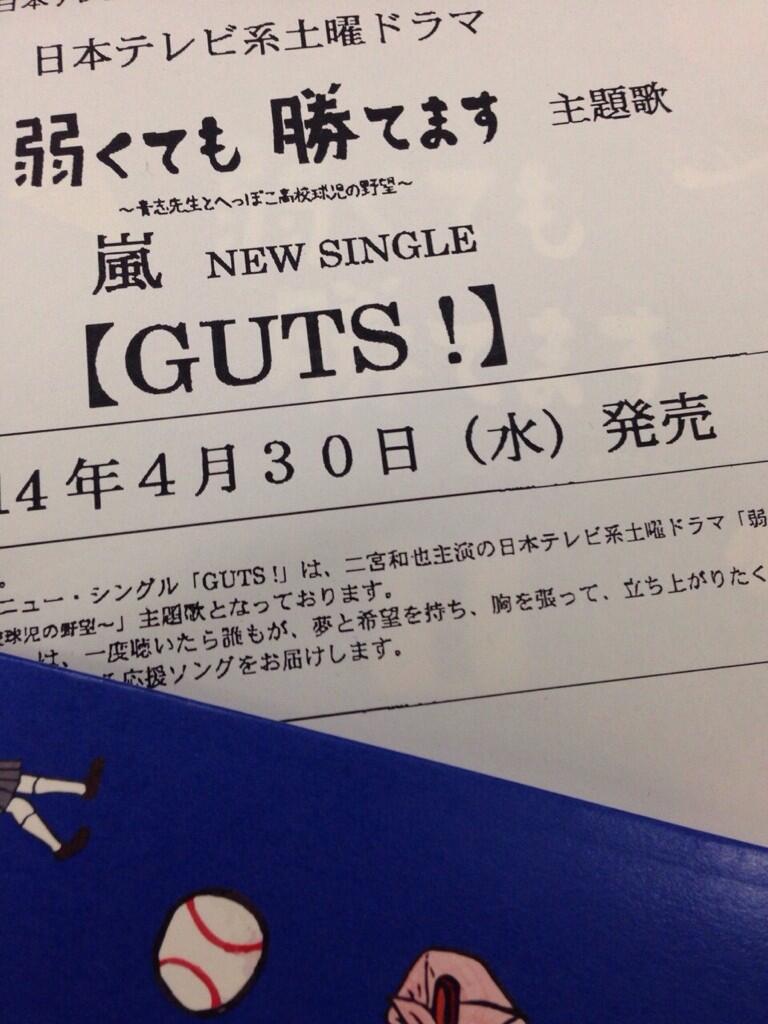 日本テレ
日本テレビ系土曜ドラマ
弱くても 勝てます 主題歌
～青志先生とへっぽこ高校球児の野望～
嵐 NEW SINGLE
【GUTS！】
14年４月３０日（水）発売
。
ニュー・シングル「GUTS！」は、二宮和也主演の日本テレビ系土曜ドラマ「弱
球児の野望～」主題歌となっております。
は、一度聴いたら誰もが、夢と希望を持ち、胸を張って、立ち上がりたく
る応援ソングをお届けします。